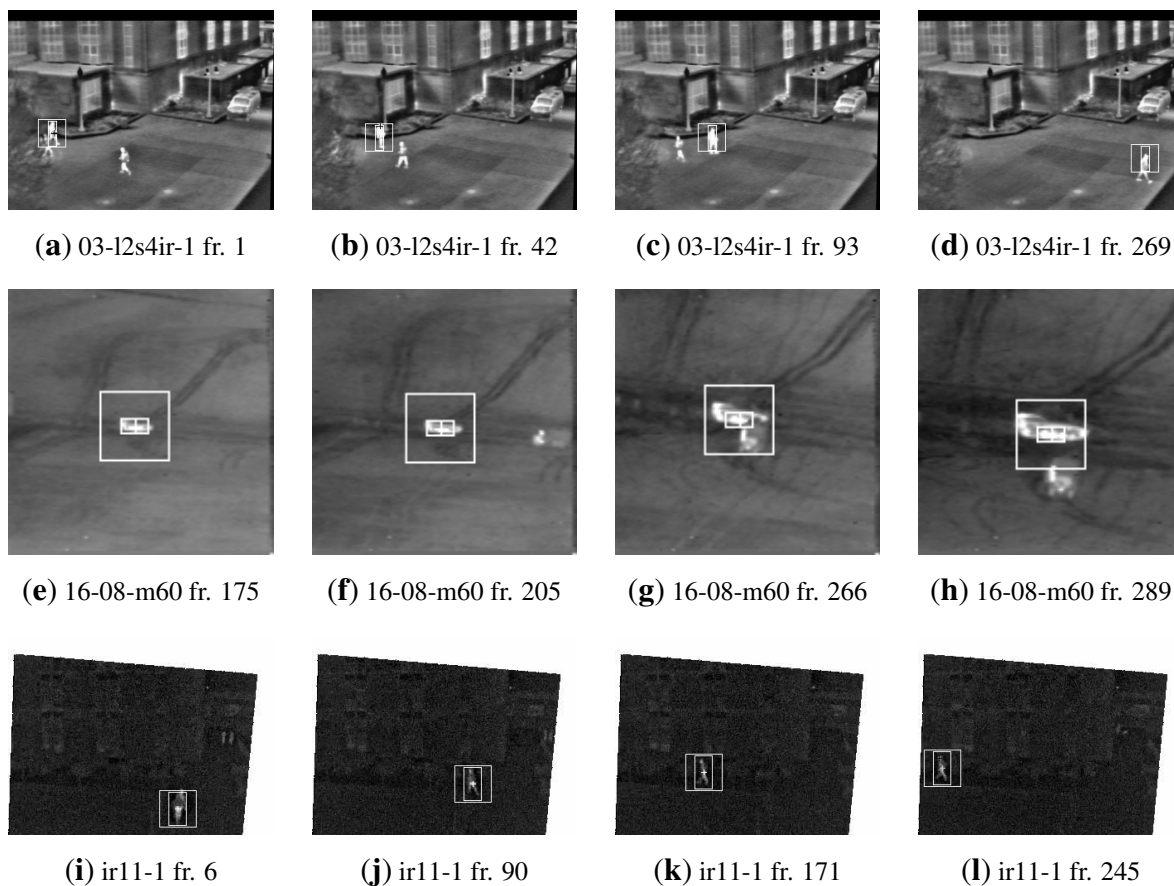 (a) 03-l2s4ir-1 fr. 1
(b) 03-l2s4ir-1 fr. 42
(c) 03-l2s4ir-1 fr. 93
(d) 03-l2s4ir-1 fr. 269
(e) 16-08-m60 fr. 175
(f) 16-08-m60 fr. 205
(g) 16-08-m60 fr. 266
(h) 16-08-m60 fr. 289
(i) ir11-1 fr. 6
(j) ir11-1 fr. 90
(k) ir11-1 fr. 171
(l) ir11-1 fr. 245